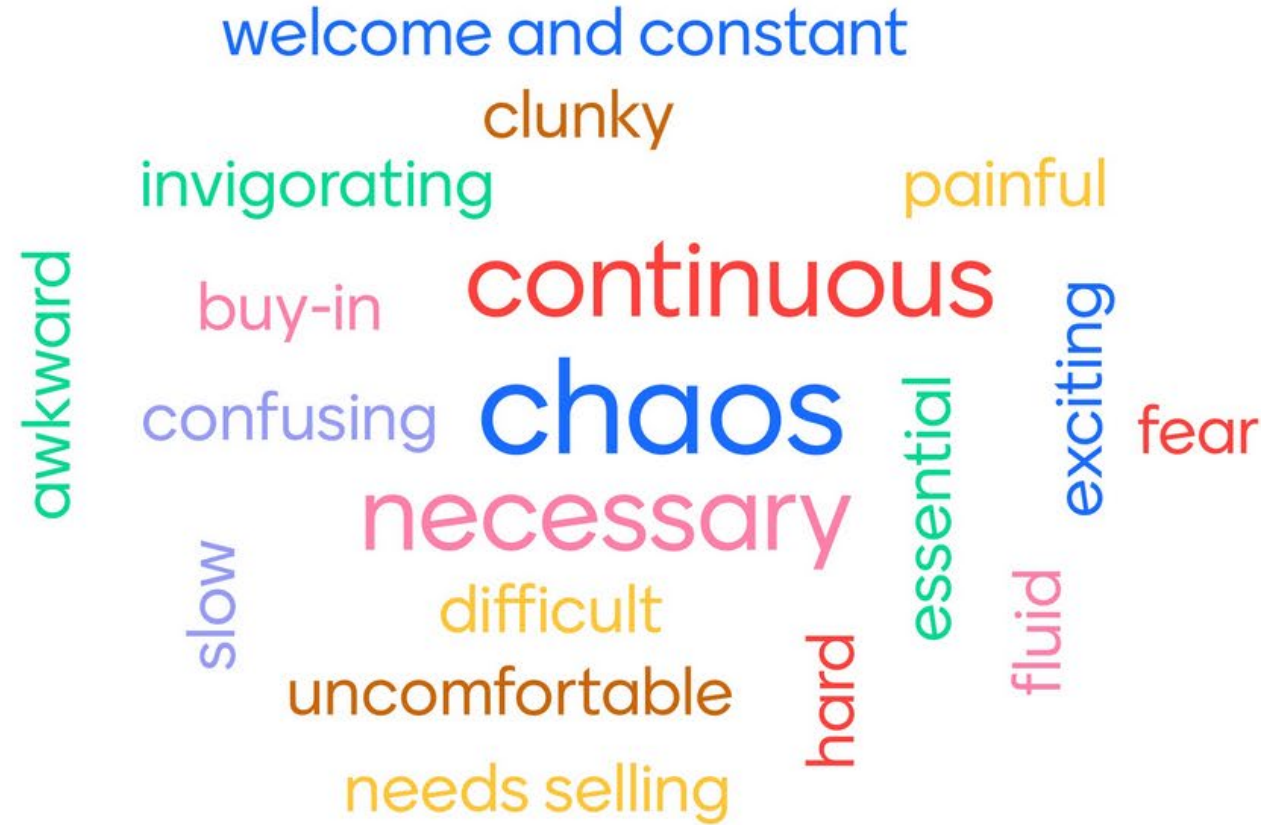 welcome and constant
clunky
invigorating
painful
continuous
awkward
buy-in
exciting
chaos
confusing
essential
fear
necessary
slow
difficult
fluid
hard
uncomfortable
needs selling